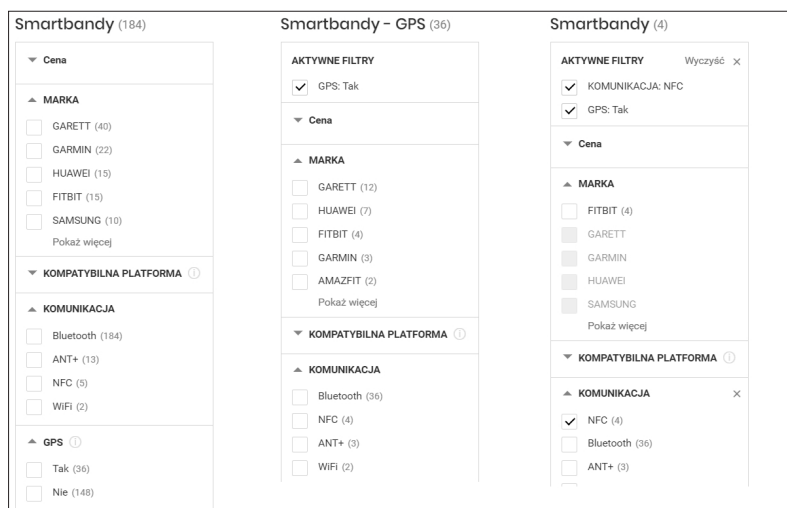 Smartbandy (184)
Cena
MARKA
GARETT (40)
GARMIN (22)
HUAWEI (15)
FITBIT (15)
SAMSUNG (10)
Pokaż więcej
KOMPATYBILNA PLATFORMA
KOMUNIKACJA
Bluetooth (184)
ANT+ (13)
NFC (5)
WiFi (2)
GPS
Tak (36)
Nie (148)
Smartbandy - GPS (36)
AKTYWNE FILTRY
GPS: Tak
Cena
MARKA
GARETT (12)
HUAWEI (7)
FITBIT (4)
GARMIN (3)
AMAZFIT (2)
Pokaż więcej
KOMPATYBILNA PLATFORMA
KOMUNIKACJA
Bluetooth (36)
NFC (4)
ANT+ (3)
WiFi (2)
Smartbandy (4)
AKTYWNE FILTRY Wyczyść ×
KOMUNIKACJA: NFC
GPS: Tak
Cena
MARKA
FITBIT (4)
GARETT
GARMIN
HUAWEI
SAMSUNG
Pokaż więcej
KOMPATYBILNA PLATFORMA
KOMUNIKACJA ×
NFC (4)
Bluetooth (36)
ANT+ (3)